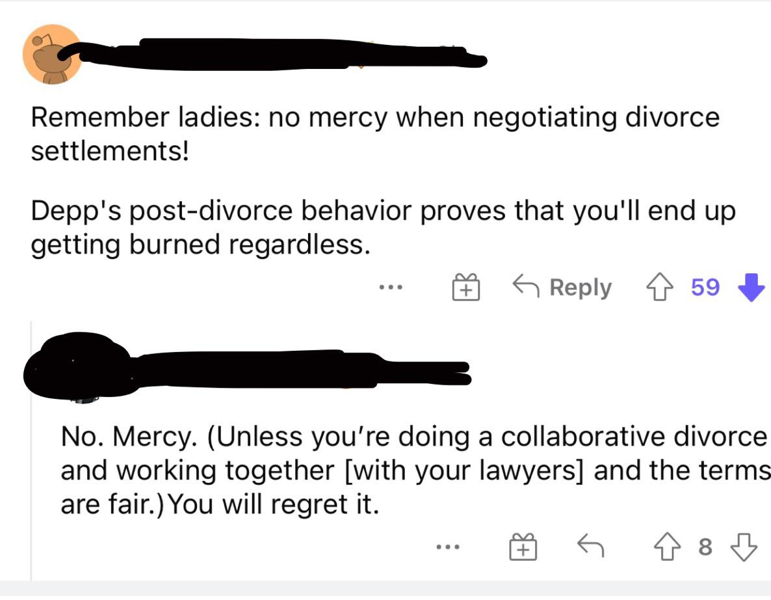 Remember ladies: no mercy when negotiating divorce
settlements!
Depp's post-divorce behavior proves that you'll end up
getting burned regardless.
Reply 59
No. Mercy. (Unless you’re doing a collaborative divorce
and working together [with your lawyers] and the terms
are fair.)You will regret it.
8